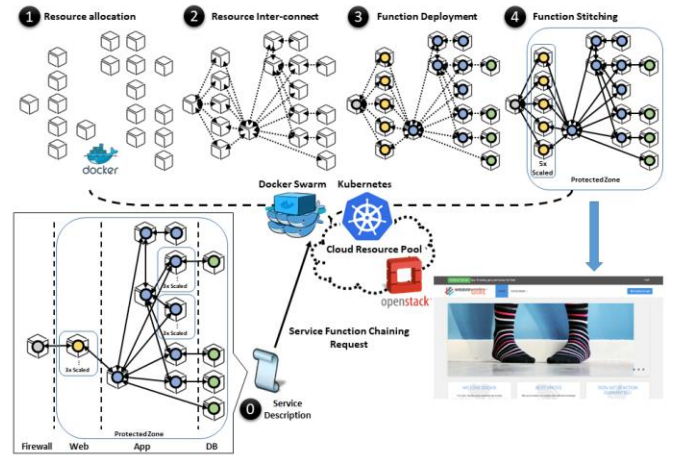 1 Resource allocation
2 Resource Inter-connect
3 Function Deployment
4 Function Stitching
docker
5x
Scaled
ProtectedZone
Docker Swarm
Kubernetes
Cloud Resource Pool
openstack
Service Function Chaining
Request
0
Service
Description
3x Scaled
3x Scaled
3x Scaled
ProtectedZone
Firewall
Web
App
DB